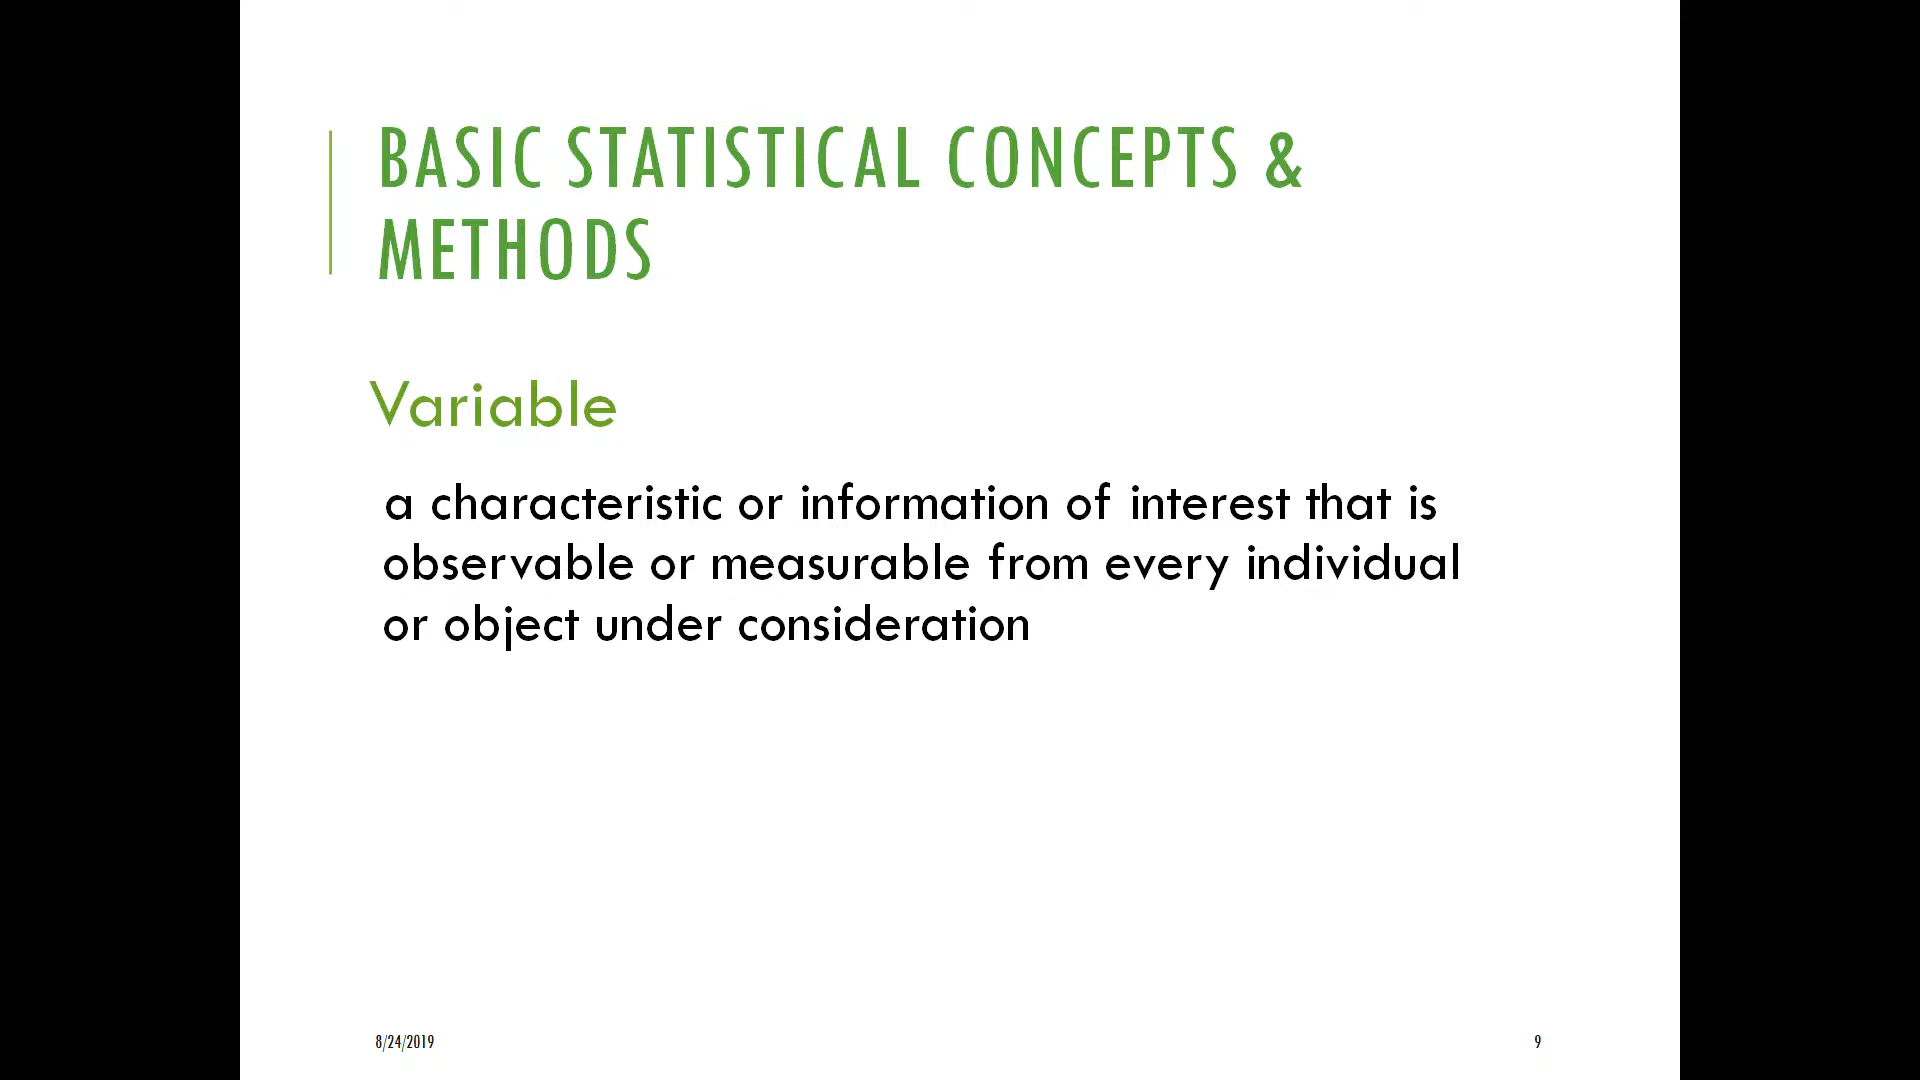 BASIC STATISTICAL CONCEPTS &
METHODS
Variable
a characteristic or information of interest that is
observable or measurable from every individual
or object under consideration
8/24/2019
9